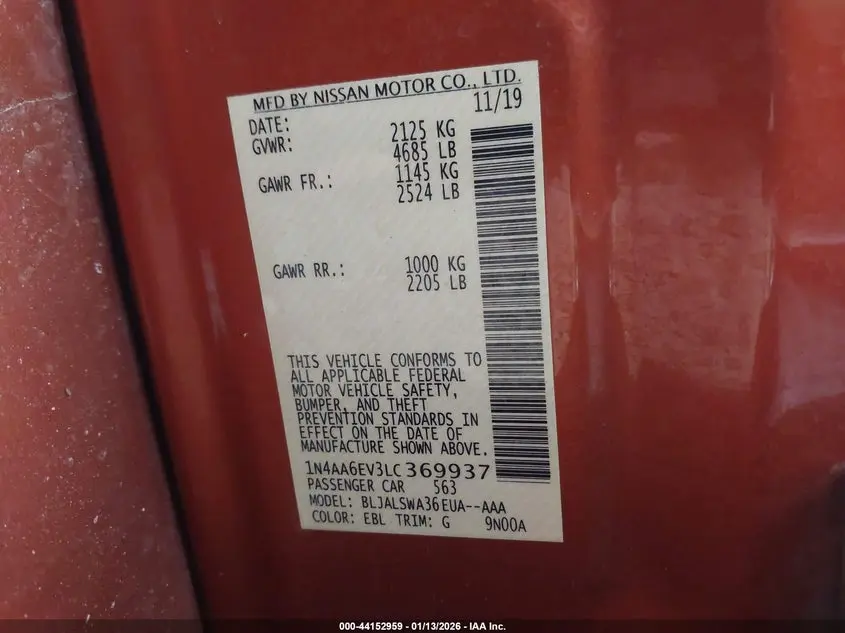 MFD BY NISSAN MOTOR CO., LTD.
DATE: 11/19
GVWR: 2125 KG
4685 LB
GAWR FR.: 1145 KG
2524 LB
GAWR RR.: 1000 KG
2205 LB
THIS VEHICLE CONFORMS TO
ALL APPLICABLE FEDERAL
MOTOR VEHICLE SAFETY,
BUMPER, AND THEFT
PREVENTION STANDARDS IN
EFFECT ON THE DATE OF
MANUFACTURE SHOWN ABOVE.
1N4AA6EV3LC369937
PASSENGER CAR 563
MODEL: BLJALSWA36EUA--AAA
COLOR: EBL TRIM: G 9N00A
000-44152959 - 01/13/2026 - IAA Inc.